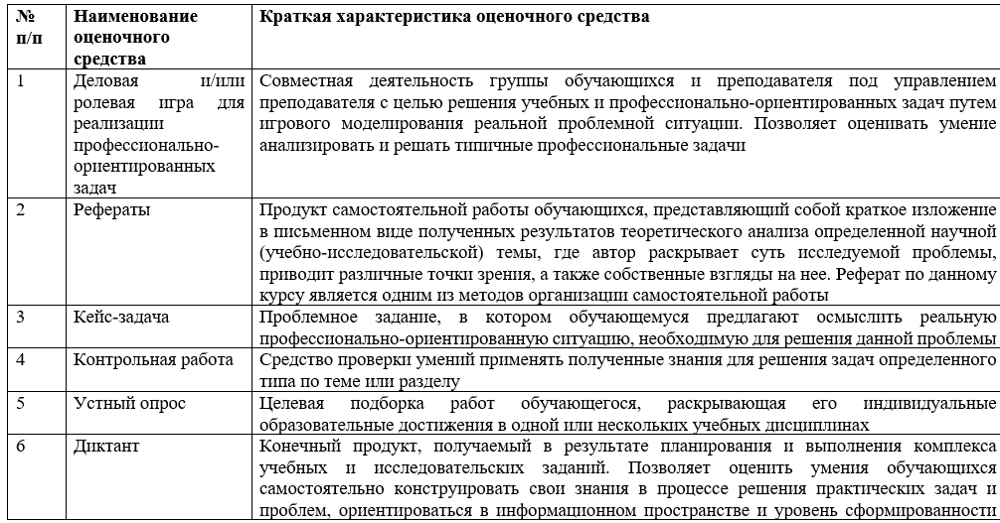 № п/п
Наименование оценочного средства
Краткая характеристика оценочного средства
1
Деловая и/или
ролевая игра для
реализации
профессионально-
ориентированных
задач
Совместная деятельность группы обучающихся и преподавателя под управлением
преподавателя с целью решения учебных и профессионально-ориентированных задач путем
игрового моделирования реальной проблемной ситуации. Позволяет оценивать умение
анализировать и решать типичные профессиональные задачи
2
Рефераты
Продукт самостоятельной работы обучающихся, представляющий собой краткое изложение
в письменном виде полученных результатов теоретического анализа определенной научной
(учебно-исследовательской) темы, где автор раскрывает суть исследуемой проблемы,
приводит различные точки зрения, а также собственные взгляды на нее. Реферат по данному
курсу является одним из методов организации самостоятельной работы
3
Кейс-задача
Проблемное задание, в котором обучающемуся предлагают осмыслить реальную
профессионально-ориентированную ситуацию, необходимую для решения данной проблемы
4
Контрольная работа
Средство проверки умений применять полученные знания для решения задач определенного
типа по теме или разделу
5
Устный опрос
Целевая подборка работ обучающегося, раскрывающая его индивидуальные
образовательные достижения в одной или нескольких учебных дисциплинах
6
Диктант
Конечный продукт, получаемый в результате планирования и выполнения комплекса
учебных и исследовательских заданий. Позволяет оценить умения обучающихся
самостоятельно конструировать свои знания в процессе решения практических задач и
проблем, ориентироваться в информационном пространстве и уровень сформированности